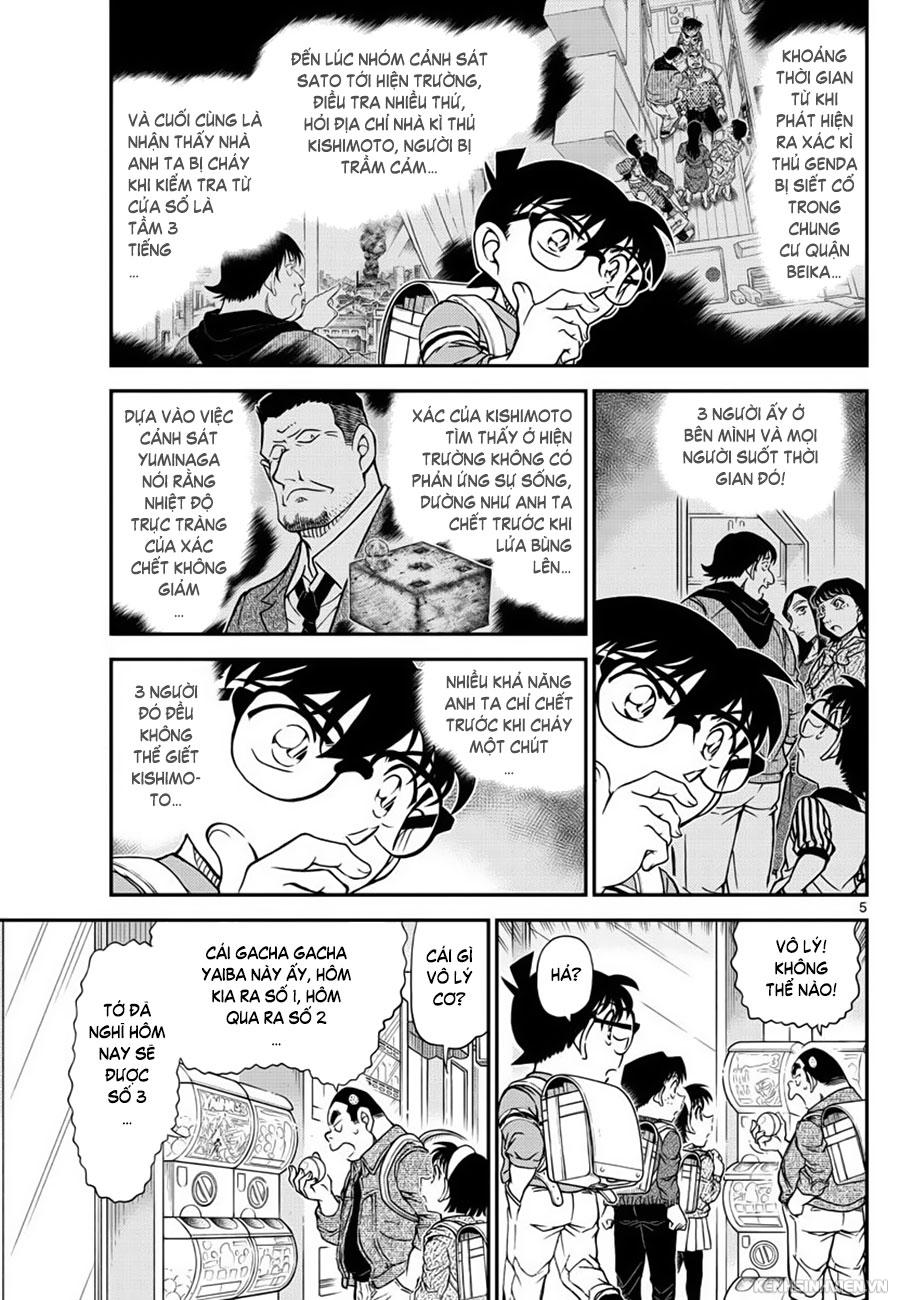 KHOẢNG
THỜI GIAN
TỪ KHI
PHÁT HIỆN
RA XÁC KÌ
THỦ GENDA
BỊ SIẾT CỔ
TRONG
CHUNG
CƯ QUẬN
BEIKA...
ĐẾN LÚC NHÓM CẢNH SÁT
SATO TỚI HIỆN TRƯỜNG,
ĐIỀU TRA NHIỀU THỨ,
HỎI ĐỊA CHỈ NHÀ KÌ THỦ
KISHIMOTO, NGƯỜI BỊ
TRẦM CẢM...
VÀ CUỐI CÙNG LÀ
NHẬN THẤY NHÀ
ANH TA BỊ CHÁY
KHI KIỂM TRA TỪ
CỬA SỔ LÀ
TẦM 3
TIẾNG
...
3 NGƯỜI ẤY Ở
BÊN MÌNH VÀ MỌI
NGƯỜI SUỐT THỜI
GIAN ĐÓ!
XÁC CỦA KISHIMOTO
TÌM THẤY Ở HIỆN
TRƯỜNG KHÔNG CÓ
PHẢN ỨNG SỰ SỐNG,
DƯỜNG NHƯ ANH TA
CHẾT TRƯỚC KHI
LỬA BÙNG
LÊN...
DỰA VÀO VIỆC
CẢNH SÁT
YUMINAGA
NÓI RẰNG
NHIỆT ĐỘ
TRỰC TRÀNG
CỦA XÁC
CHẾT KHÔNG
GIẢM
...
NHIỀU KHẢ NĂNG
ANH TA CHỈ CHẾT
TRƯỚC KHI CHÁY
MỘT CHÚT
...
3 NGƯỜI
ĐÓ ĐỀU
KHÔNG
THỂ GIẾT
KISHIMO-
TO...
5
VÔ LÝ!
KHÔNG
THỂ NÀO!
HẢ?
CÁI GÌ
VÔ LÝ
CƠ?
CÁI GACHA GACHA
YAIBA NÀY ẤY, HÔM
KIA RA SỐ 1, HÔM
QUA RA SỐ 2
...
TỚ ĐÃ
NGHĨ HÔM
NAY SẼ
ĐƯỢC
SỐ 3
...
KENHSINHVIEN.VN